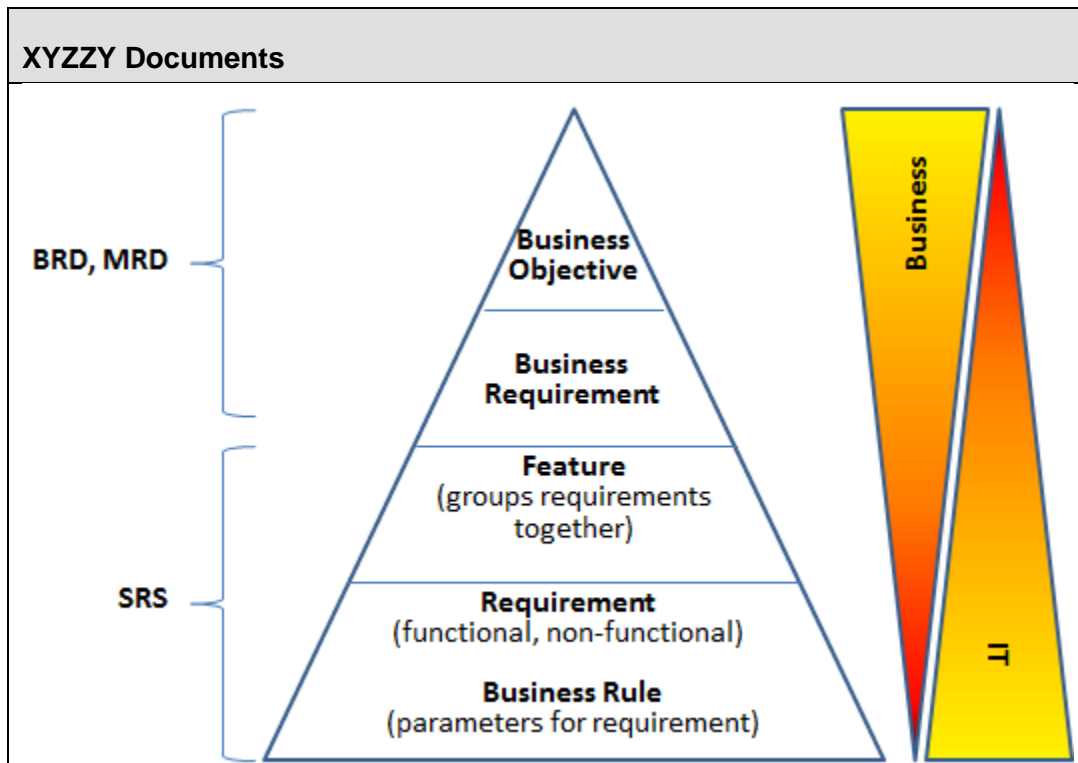 XYZZY Documents
BRD, MRD
Business
Objective
Business
Requirement
SRS
Feature
(groups requirements
together)
Requirement
(functional, non-functional)
Business Rule
(parameters for requirement)
Business
IT